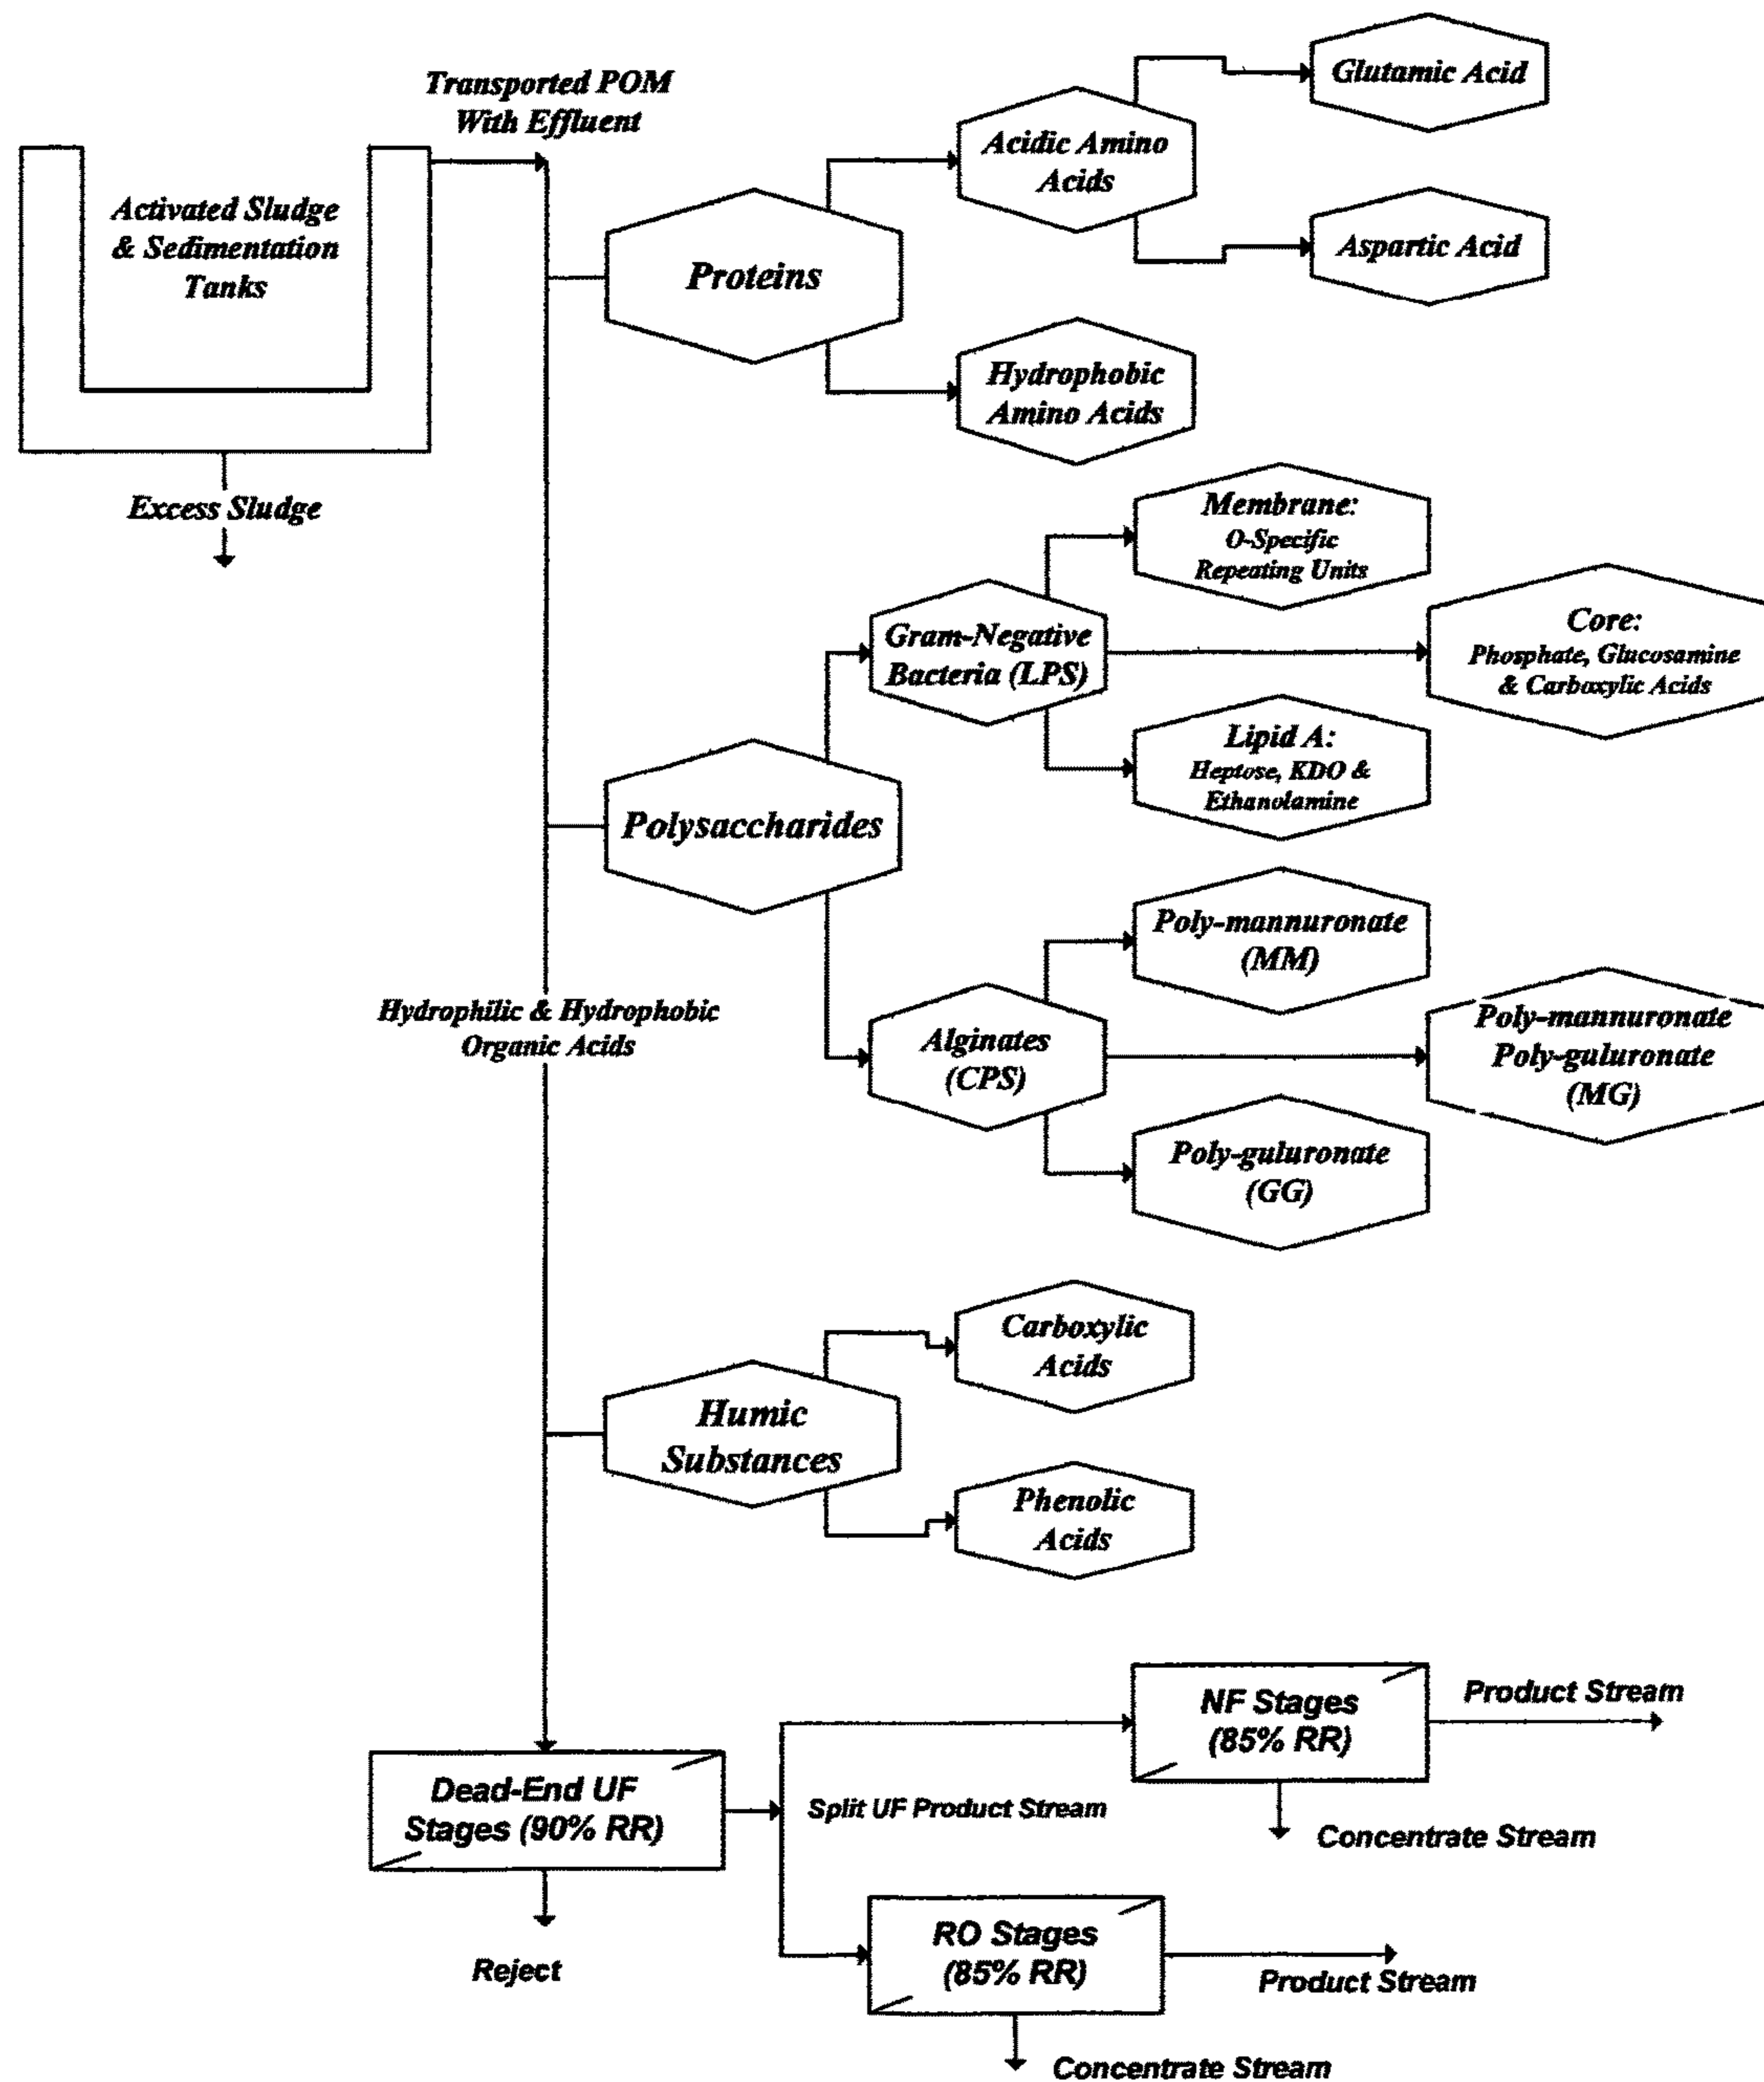 Transported POM
With Effluent
Activated Sludge
& Sedimentation
Tanks
Excess Sludge
Proteins
Acidic Amino
Acids
Glutamic Acid
Aspartic Acid
Hydrophobic
Amino Acids
Polysaccharides
Gram-Negative
Bacteria (LPS)
Membrane:
O-Specific
Repeating Units
Core:
Phosphate, Glucosamine
& Carboxylic Acids
Lipid A:
Heptose, KDO &
Ethanolamine
Hydrophilic & Hydrophobic
Organic Acids
Alginates
(CPS)
Poly-mannuronate
(MM)
Poly-mannuronate
Poly-guluronate
(MG)
Poly-guluronate
(GG)
Humic
Substances
Carboxylic
Acids
Phenolic
Acids
Dead-End UF
Stages (90% RR)
Reject
Split UF Product Stream
NF Stages
(85% RR)
Product Stream
Concentrate Stream
RO Stages
(85% RR)
Product Stream
Concentrate Stream